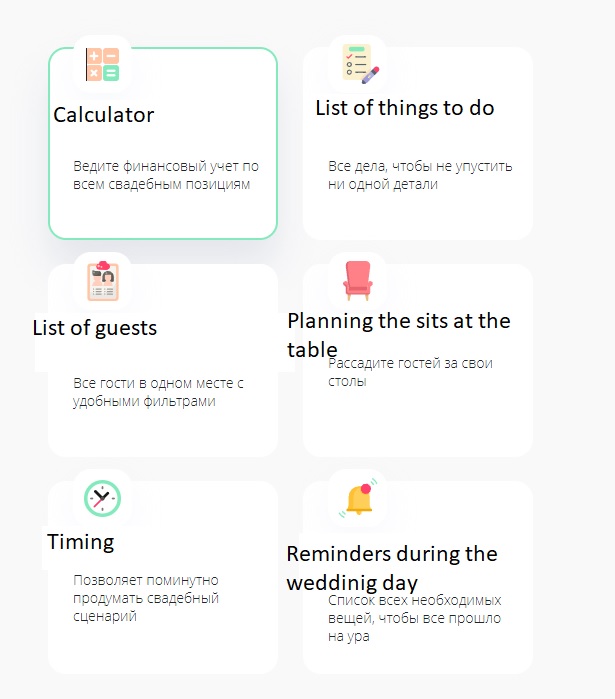 Calculator
Ведите финансовый учет по
всем свадебным позициям
List of things to do
Все дела, чтобы не упустить
ни одной детали
List of guests
Все гости в одном месте с
удобными фильтрами
Planning the sits at the
table
Рассадите гостей за свои
столы
Timing
Позволяет поминутно
продумать свадебный
сценарий
Reminders during the
weddinig day
Список всех необходимых
вещей, чтобы все прошло
на ура